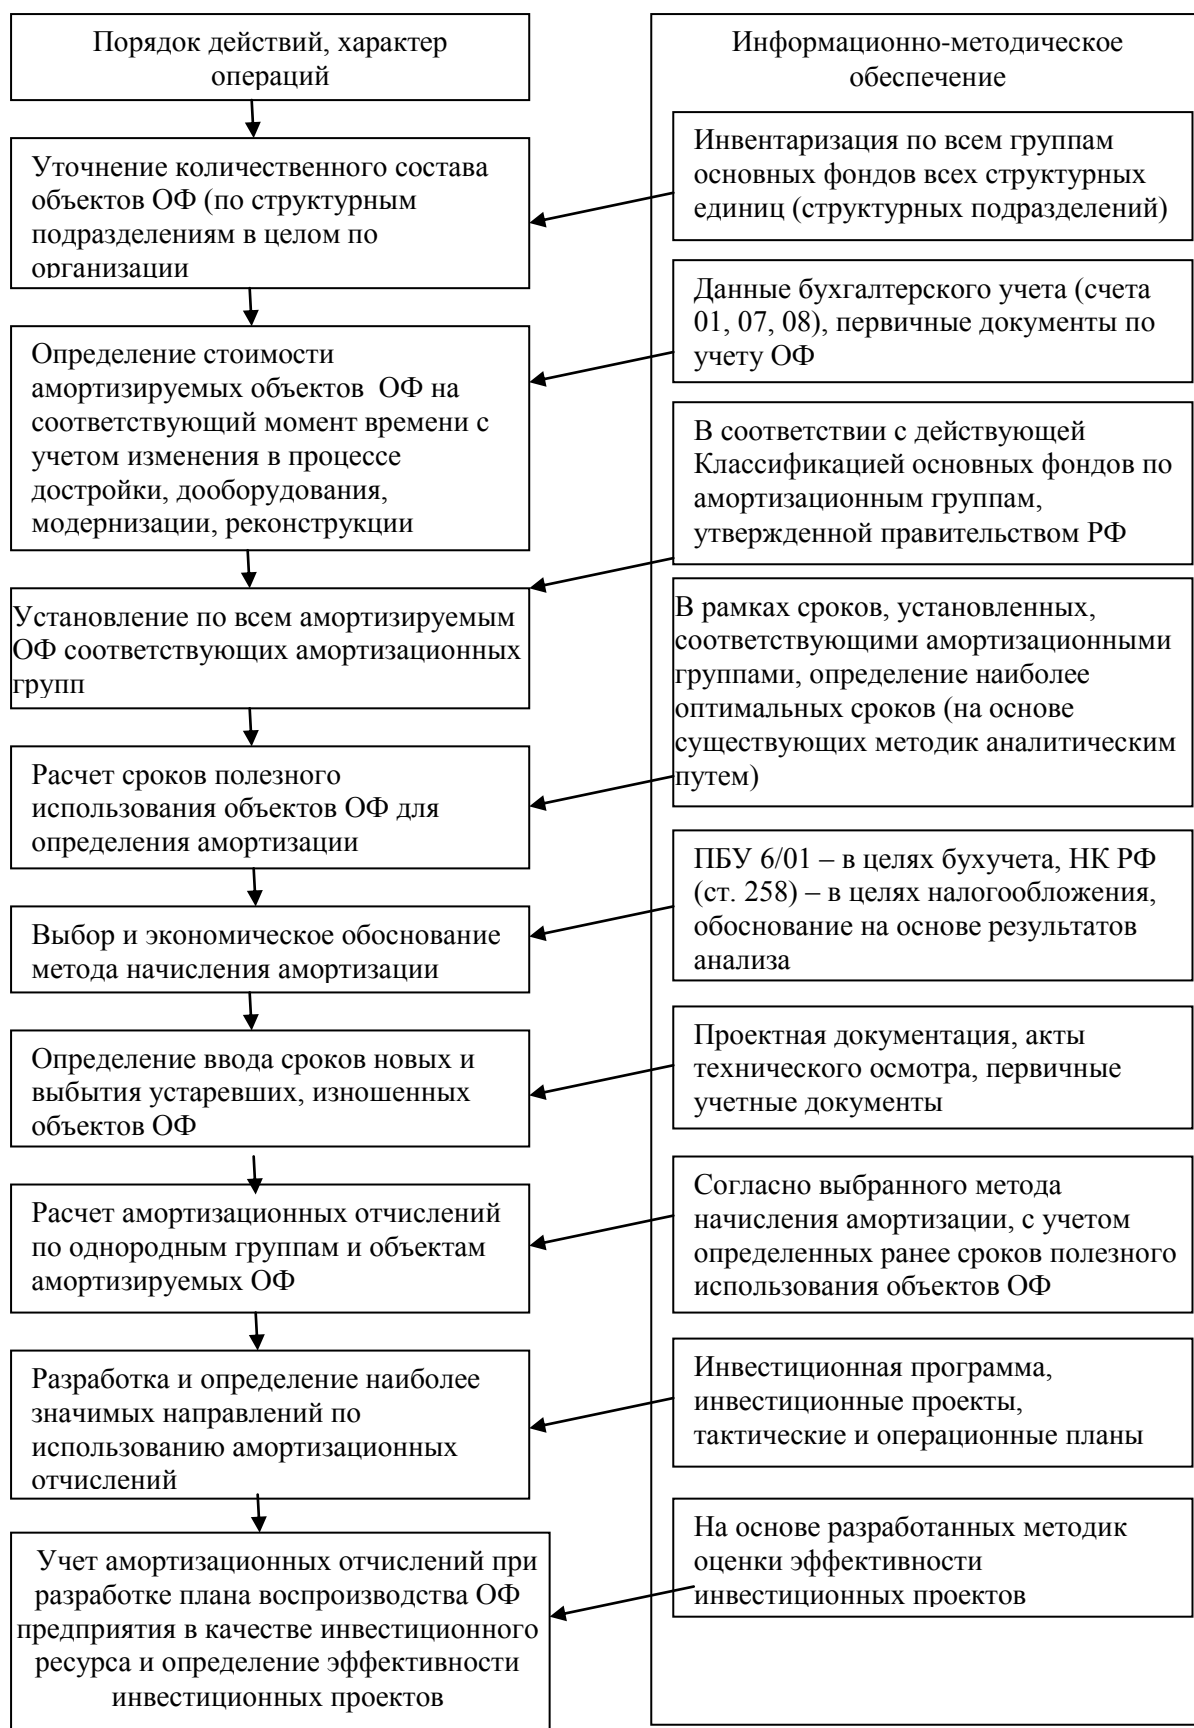 Порядок действий, характер
операций
Уточнение количественного состава
объектов ОФ (по структурным
подразделениям в целом по
организации
Определение стоимости
амортизируемых объектов  ОФ на
соответствующий момент времени с
учетом изменения в процессе
достройки, дооборудования,
модернизации, реконструкции
Установление по всем амортизируемым
ОФ соответствующих амортизационных
групп
Расчет сроков полезного
использования объектов ОФ для
определения амортизации
Выбор и экономическое обоснование
метода начисления амортизации
Определение ввода сроков новых и
выбытия устаревших, изношенных
объектов ОФ
Расчет амортизационных отчислений
по однородным группам и объектам
амортизируемых ОФ
Разработка и определение наиболее
значимых направлений по
использованию амортизационных
отчислений
Учет амортизационных отчислений при
разработке плана воспроизводства ОФ
предприятия в качестве инвестиционного
ресурса и определение эффективности
инвестиционных проектов
Информационно-методическое
обеспечение
Инвентаризация по всем группам
основных фондов всех структурных
единиц (структурных подразделений)
Данные бухгалтерского учета (счета
01, 07, 08), первичные документы по
учету ОФ
В соответствии с действующей
Классификацией основных фондов по
амортизационным группам,
утвержденной правительством РФ
В рамках сроков, установленных,
соответствующими амортизационными
группами, определение наиболее
оптимальных сроков (на основе
существующих методик аналитическим
путем)
ПБУ 6/01 – в целях бухучета, НК РФ
(ст. 258) – в целях налогообложения,
обоснование на основе результатов
анализа
Проектная документация, акты
технического осмотра, первичные
учетные документы
Согласно выбранного метода
начисления амортизации, с учетом
определенных ранее сроков полезного
использования объектов ОФ
Инвестиционная программа,
инвестиционные проекты,
тактические и операционные планы
На основе разработанных методик
оценки эффективности
инвестиционных проектов